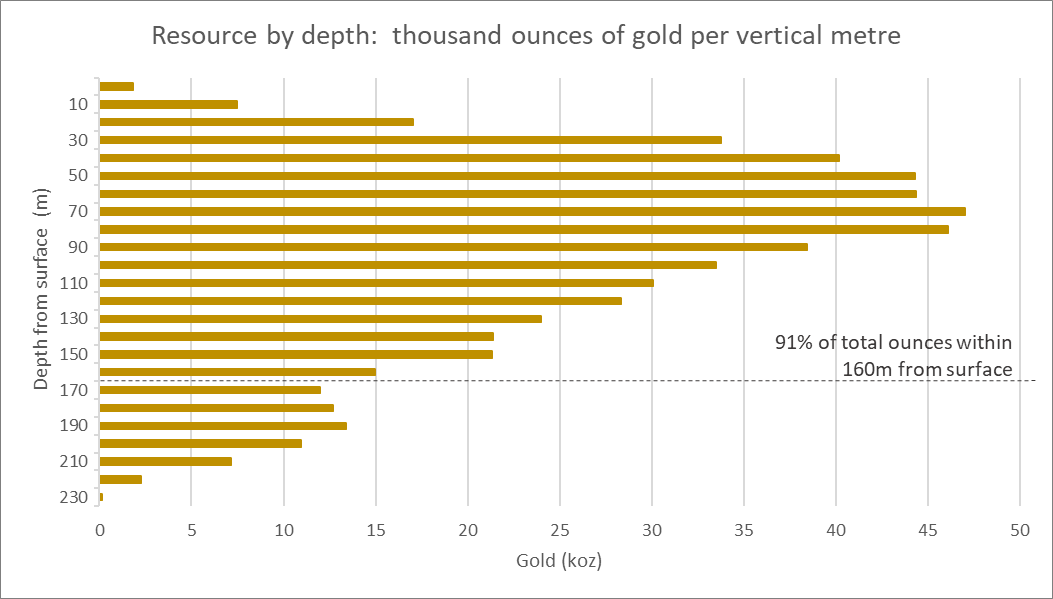 Resource by depth: thousand ounces of gold per vertical metre
10
30
50
70
90
110
130
150
170
190
210
230
Depth from surface (m)
91% of total ounces within
160m from surface
0 5 10 15 20 25 30 35 40 45 50
Gold (koz)